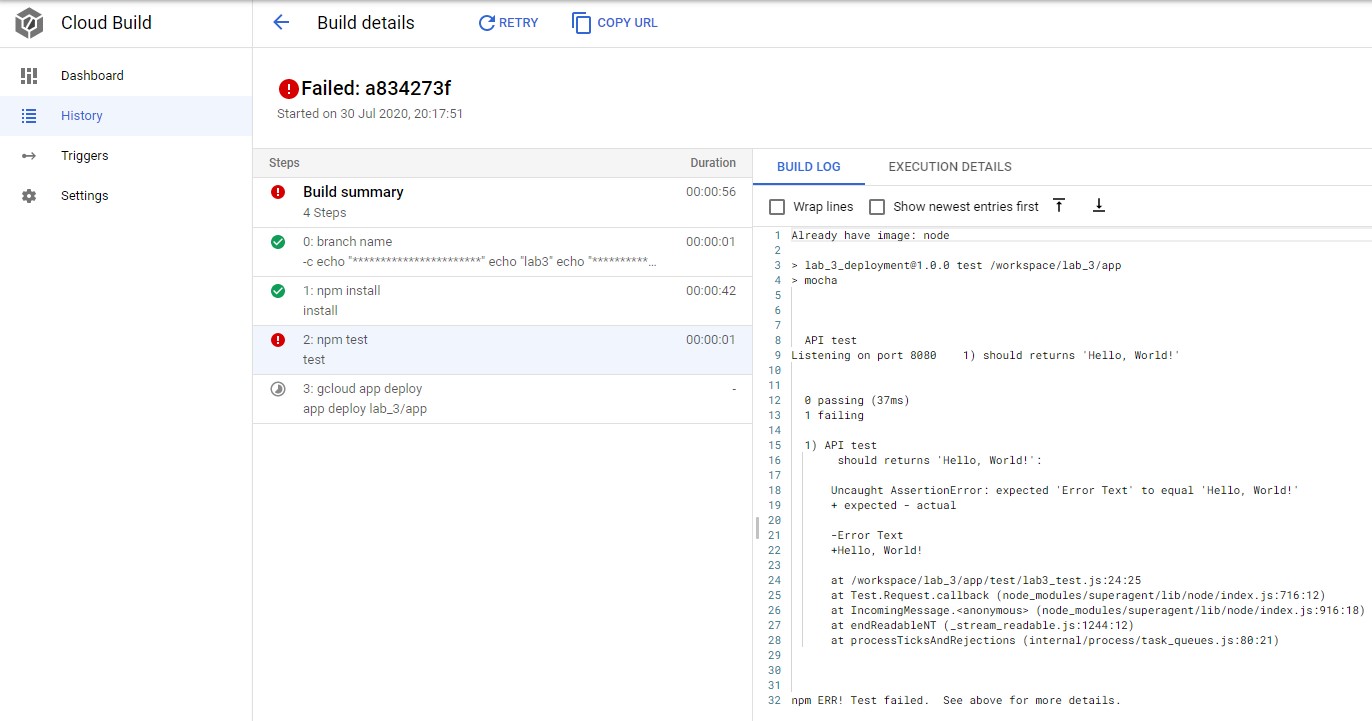 Cloud Build
Build details
RETRY
COPY URL
Dashboard
History
Triggers
Settings
Failed: a834273f
Started on 30 Jul 2020, 20:17:51
Steps Duration
Build summary 00:00:56
4 Steps
0: branch name 00:00:01
-c echo "***********************" echo "lab3" echo "**********…
1: npm install 00:00:42
install
2: npm test 00:00:01
test
3: gcloud app deploy -
app deploy lab_3/app
BUILD LOG EXECUTION DETAILS
Wrap lines Show newest entries first
1 Already have image: node
2
3 > lab_3_deployment@1.0.0 test /workspace/lab_3/app
4 > mocha
5
6
7
8 API test
9 Listening on port 8080    1) should returns 'Hello, World!'
10
11
12 0 passing (37ms)
13 1 failing
14
15 1) API test
16 should returns 'Hello, World!':
17
18 Uncaught AssertionError: expected 'Error Text' to equal 'Hello, World!'
19 + expected - actual
20
21 -Error Text
22 +Hello, World!
23
24 at /workspace/lab_3/app/test/lab3_test.js:24:25
25 at Test.Request.callback (node_modules/superagent/lib/node/index.js:716:12)
26 at IncomingMessage.<anonymous> (node_modules/superagent/lib/node/index.js:916:18)
27 at endReadableNT (_stream_readable.js:1244:12)
28 at processTicksAndRejections (internal/process/task_queues.js:80:21)
29
30
31
32 npm ERR! Test failed.  See above for more details.